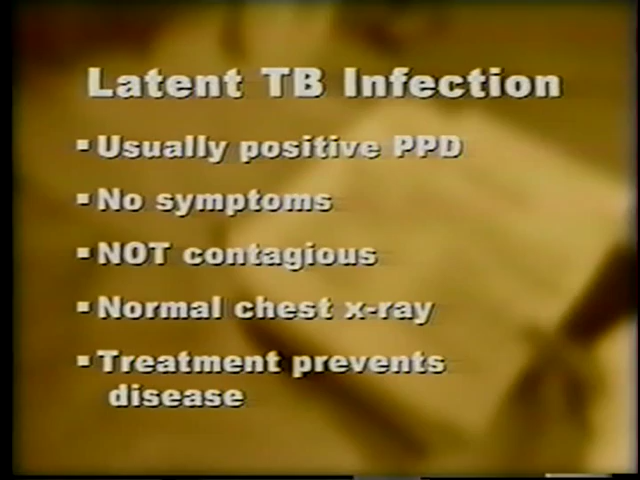 Latent TB Infection
▪Usually positive PPD
▪No symptoms
▪NOT contagious
▪Normal chest x-ray
▪Treatment prevents
disease